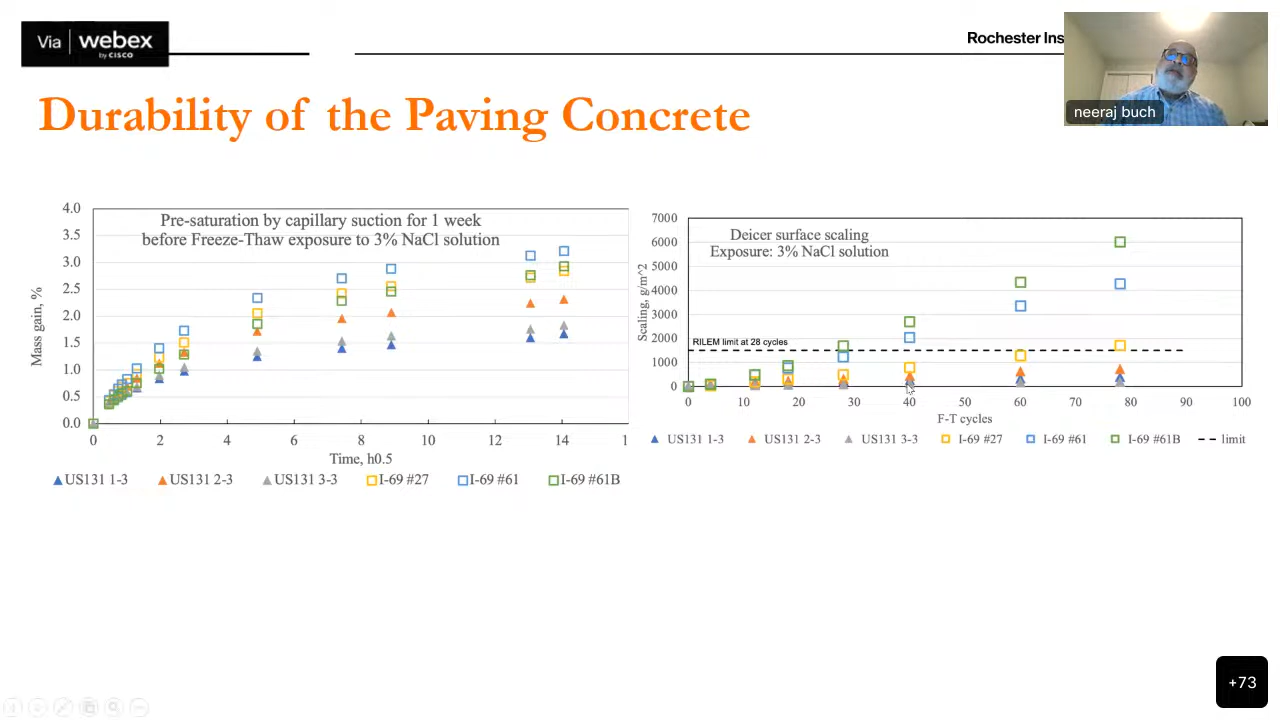 Via webex
by CISCO
Rochester Ins
neeraj buch
Durability of the Paving Concrete
Pre-saturation by capillary suction for 1 week
before Freeze-Thaw exposure to 3% NaCl solution
Mass gain, %
4.0
3.5
3.0
2.5
2.0
1.5
1.0
0.5
0.0
0 2 4 6 8 10 12 14 1
Time, h0.5
US131 1-3 US131 2-3 US131 3-3 I-69 #27 I-69 #61 I-69 #61B
Deicer surface scaling
Exposure: 3% NaCl solution
Scaling, g/m^2
7000
6000
5000
4000
3000
2000
1000
0
RILEM limit at 28 cycles
0 10 20 30 40 50 60 70 80 90 100
F-T cycles
US131 1-3 US131 2-3 US131 3-3 I-69 #27 I-69 #61 I-69 #61B limit
+73